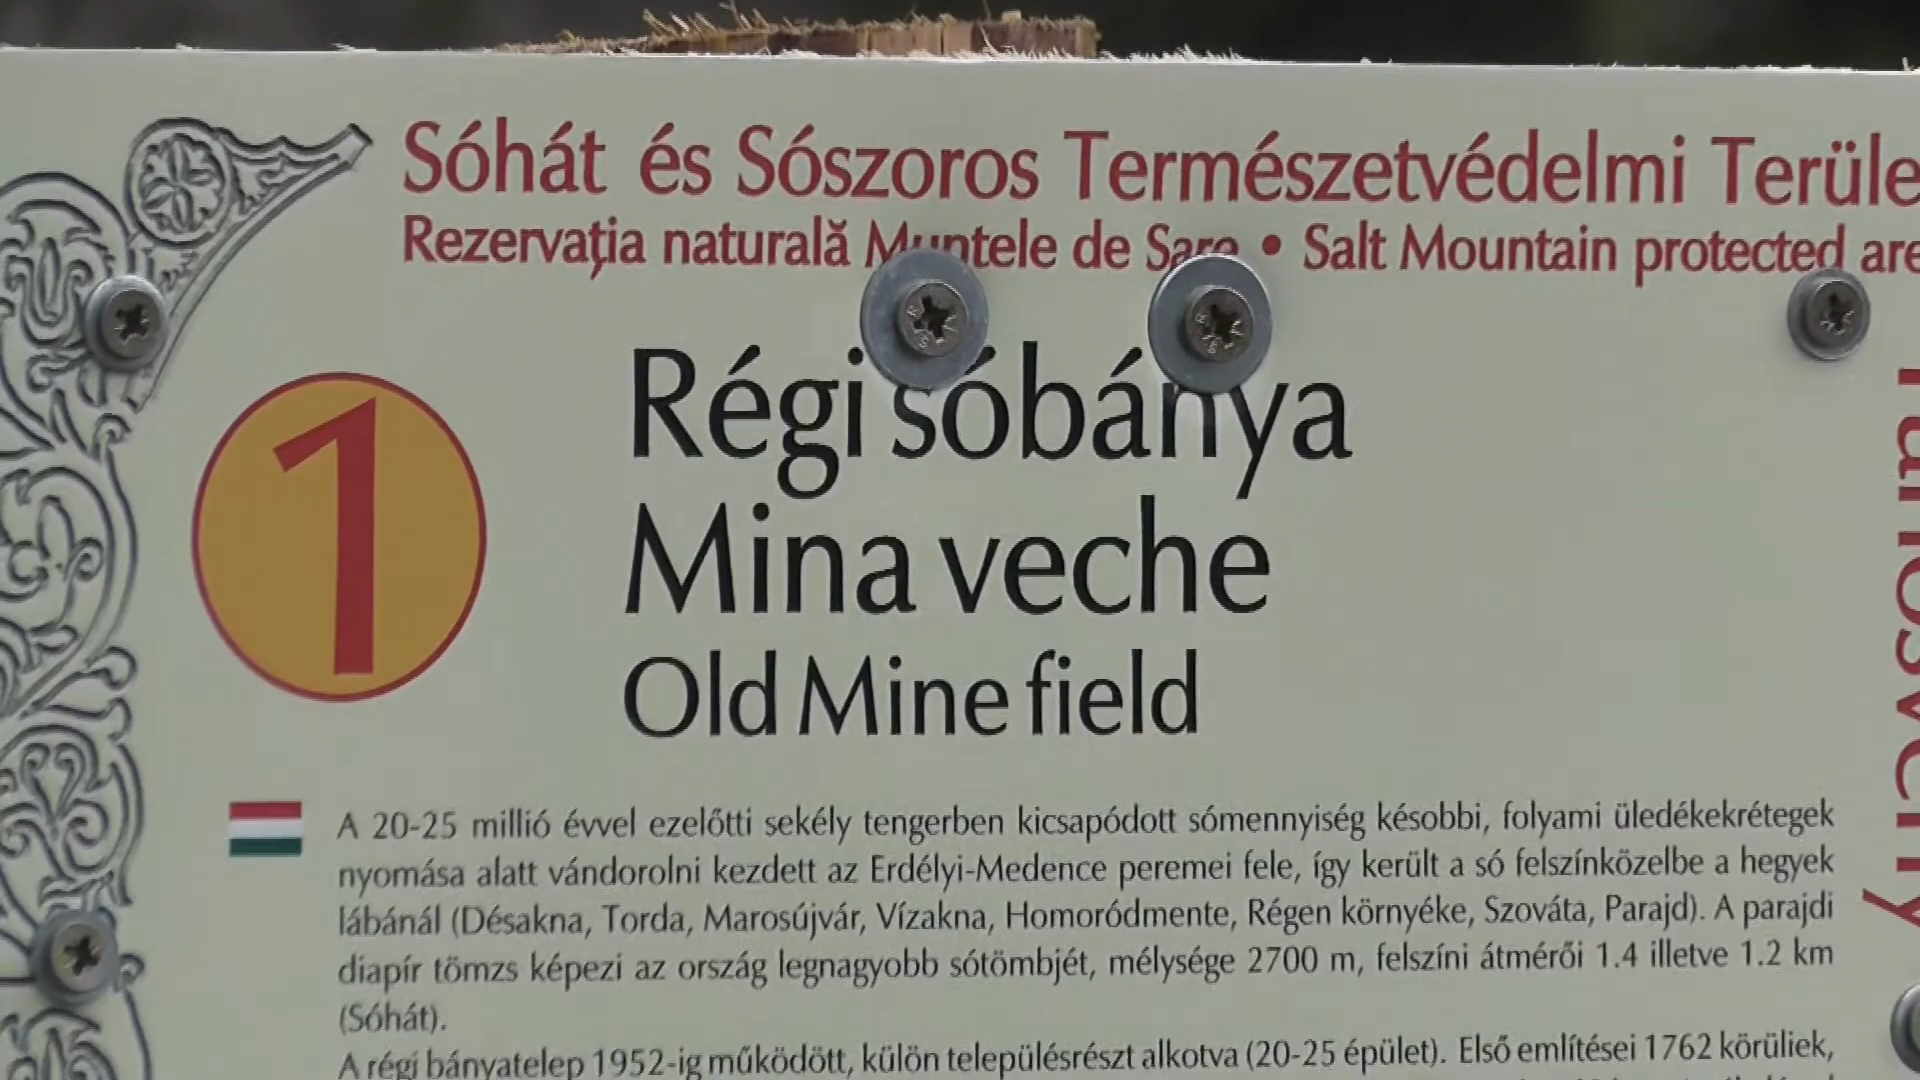 Sóhát és Sószoros Természetvédelmi Terüle
Rezervația naturală Muntele de Sare • Salt Mountain protected are
1
Régi sóbánya
Mina veche
Old Mine field
A 20-25 millió évvel ezelőtti sekély tengerben kicsapódott sómennyiség késobbi, folyami üledékekrétegek
nyomása alatt vándorolni kezdett az Erdélyi-Medence peremei fele, így került a só felszínközelbe a hegyek
lábánál (Désakna, Torda, Marosújvár, Vízakna, Homoródmente, Régen környéke, Szováta, Parajd). A parajdi
diapír tömzs képezi az ország legnagyobb sótömbjét, mélysége 2700 m, felszíni átmérői 1.4 illetve 1.2 km
(Sóhát).
A régi bányatelep 1952-ig működött, külön településrészt alkotva (20-25 épület). Első említései 1762 körüliek,